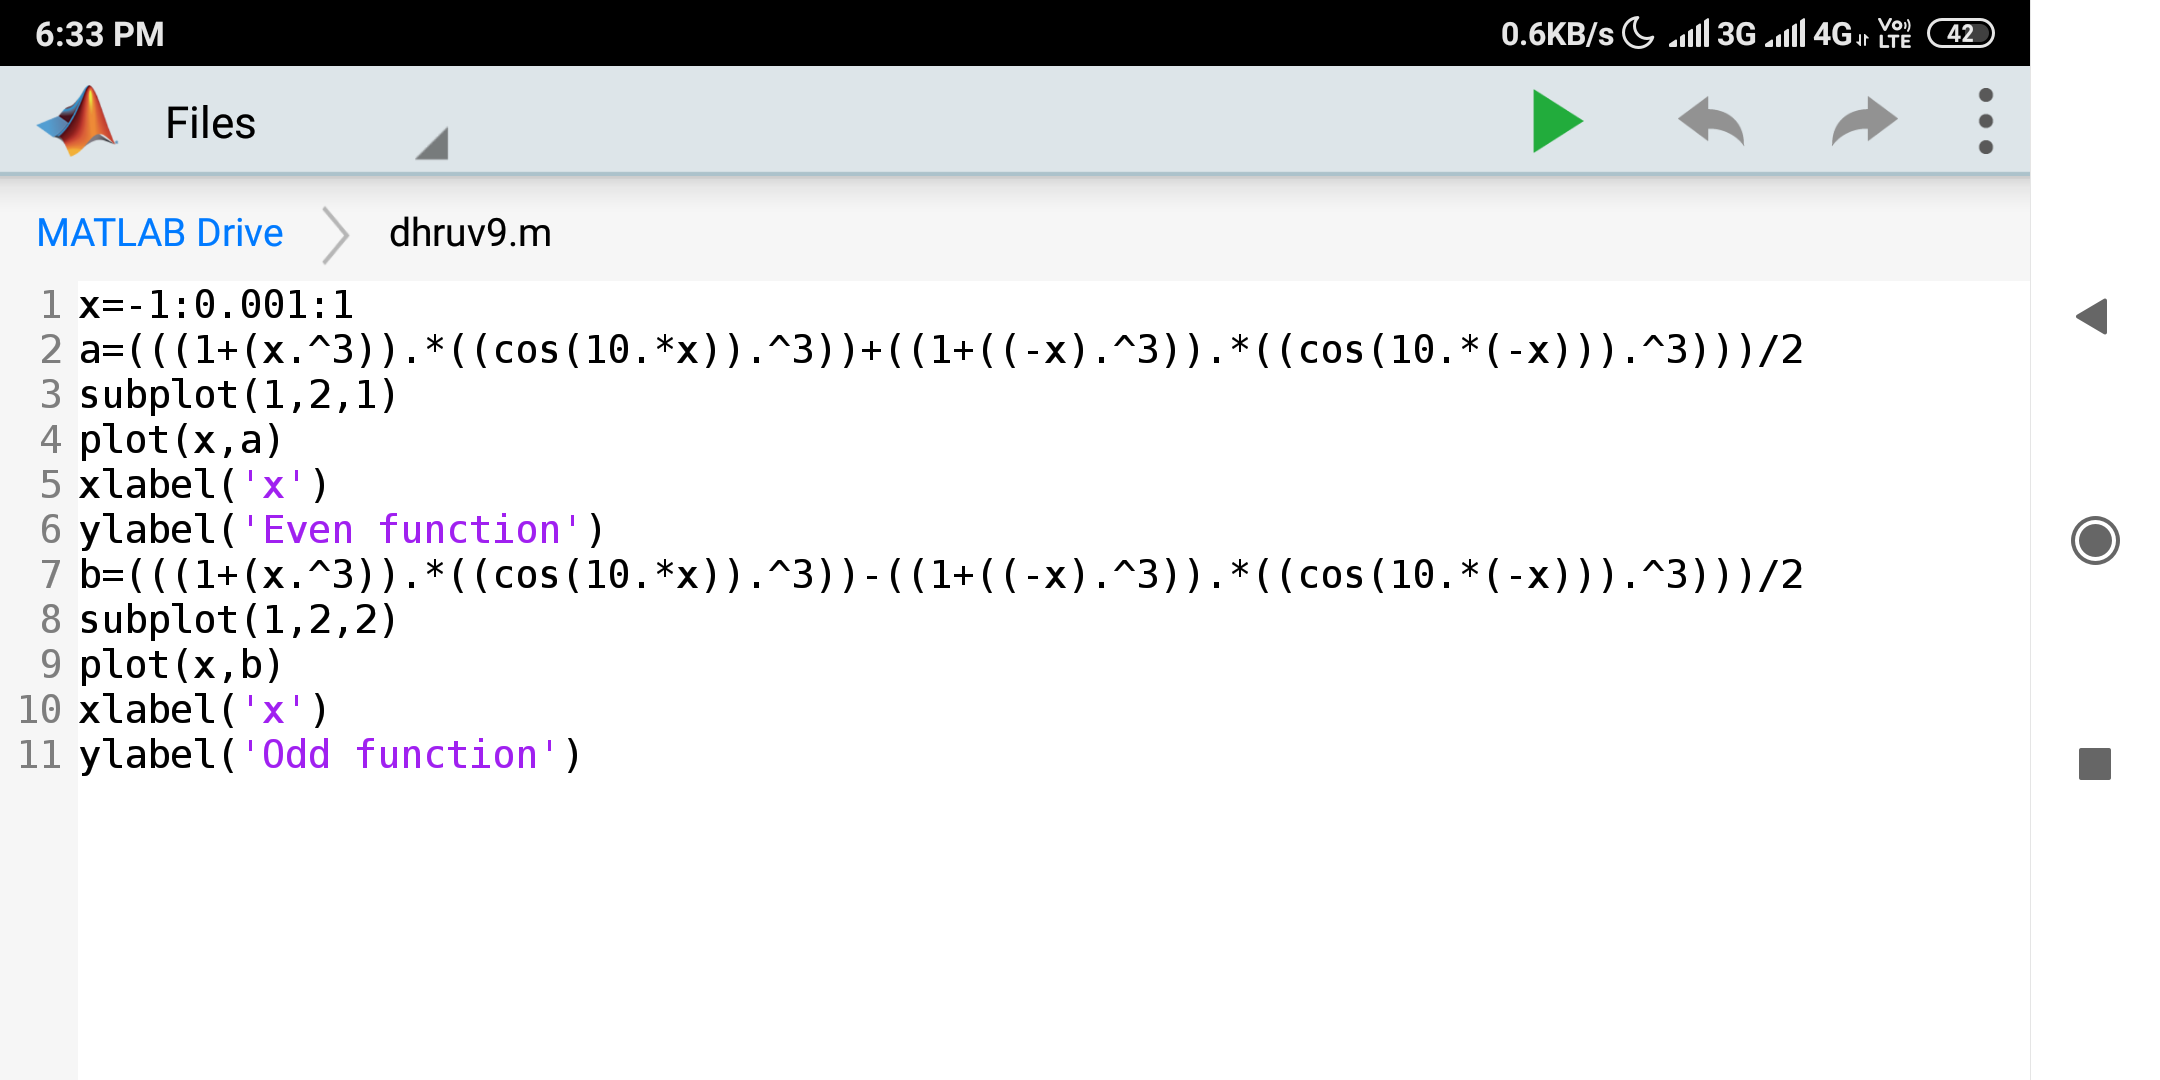 6:33 PM 0.6KB/s 3G 4G Vo)) LTE 42
Files
MATLAB Drive dhruv9.m
1 x=-1:0.001:1
2 a=(((1+(x.^3)).*((cos(10.*x)).^3))+((1+((-x).^3)).*((cos(10.*(-x))).^3)))/2
3 subplot(1,2,1)
4 plot(x,a)
5 xlabel('x')
6 ylabel('Even function')
7 b=(((1+(x.^3)).*((cos(10.*x)).^3))-((1+((-x).^3)).*((cos(10.*(-x))).^3)))/2
8 subplot(1,2,2)
9 plot(x,b)
10 xlabel('x')
11 ylabel('Odd function')